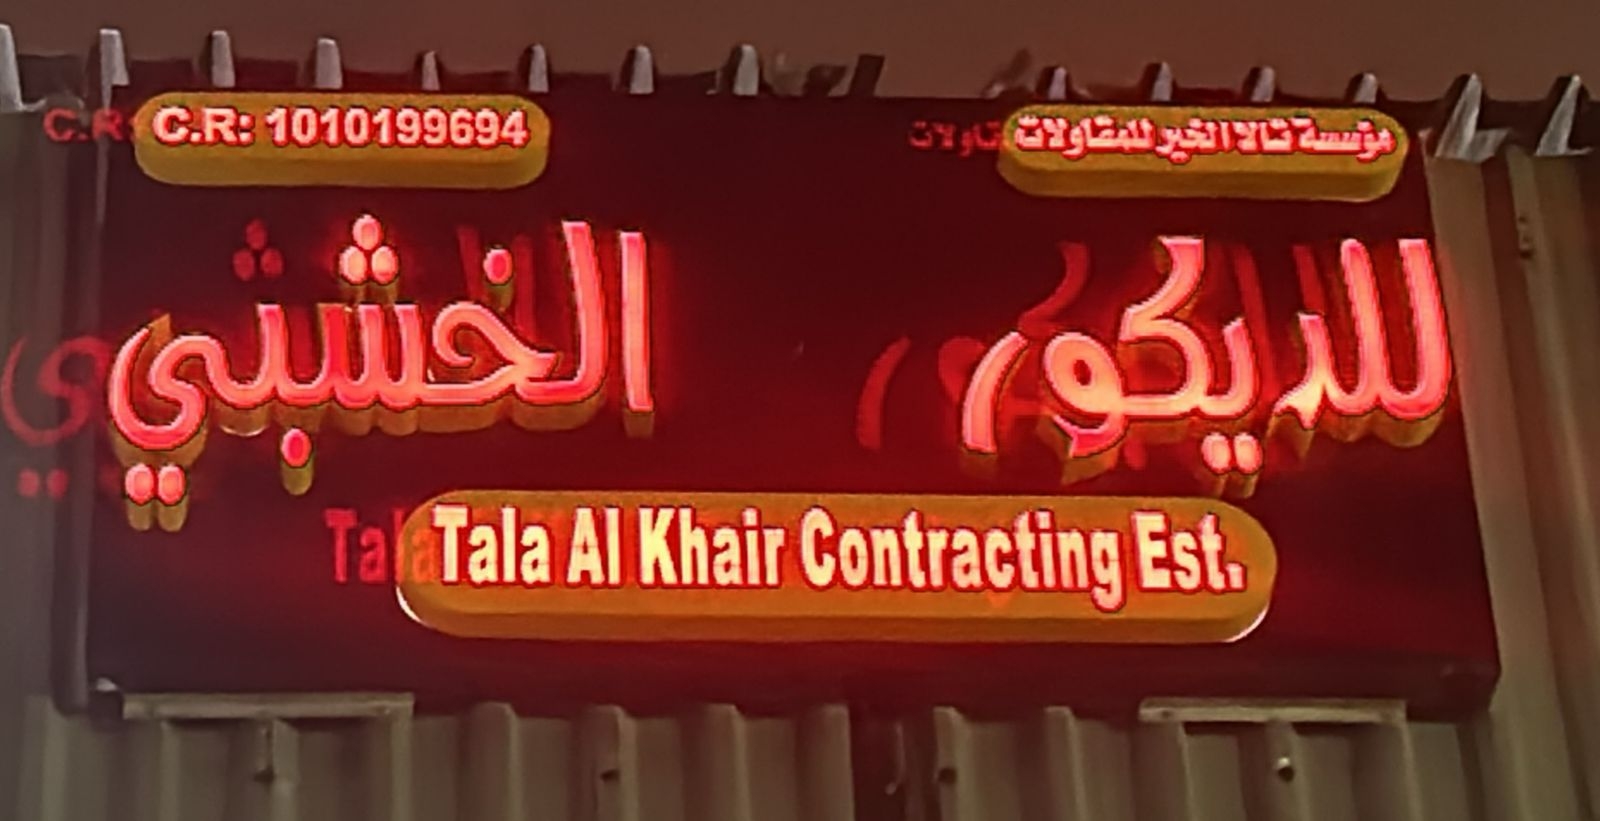 مؤسسة تالا الخير للمقاولات C.R: 1010199694
للديكور الخشبي
Tala Al Khair Contracting Est.